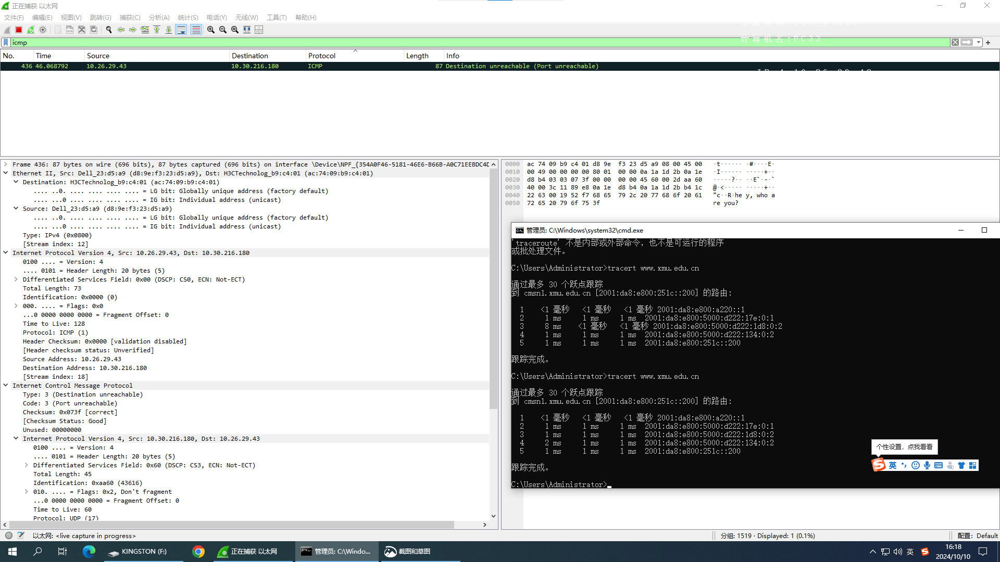 正在捕获 以太网
文件(F) 编辑(E) 视图(V) 跳转(G) 捕获(C) 分析(A) 统计(S) 电话(Y) 无线(W) 工具(T) 帮助(H)
计算机名:PC33
icmp
No. Time Source Destination Protocol Length Info
436 46.068792 10.26.29.43 10.30.216.180 ICMP 87 Destination unreachable (Port unreachable)
Frame 436: 87 bytes on wire (696 bits), 87 bytes captured (696 bits) on interface \Device\NPF_{354A0F46-5181-46E6-B66B-A0C71EEBDC4D
Ethernet II, Src: Dell_23:d5:a9 (d8:9e:f3:23:d5:a9), Dst: H3CTechnolog_b9:c4:01 (ac:74:09:b9:c4:01)
Destination: H3CTechnolog_b9:c4:01 (ac:74:09:b9:c4:01)
.... ..0. .... .... .... .... = LG bit: Globally unique address (factory default)
.... ...0 .... .... .... .... = IG bit: Individual address (unicast)
Source: Dell_23:d5:a9 (d8:9e:f3:23:d5:a9)
.... ..0. .... .... .... .... = LG bit: Globally unique address (factory default)
.... ...0 .... .... .... .... = IG bit: Individual address (unicast)
Type: IPv4 (0x0800)
[Stream index: 12]
Internet Protocol Version 4, Src: 10.26.29.43, Dst: 10.30.216.180
0100 .... = Version: 4
.... 0101 = Header Length: 20 bytes (5)
Differentiated Services Field: 0x00 (DSCP: CS0, ECN: Not-ECT)
Total Length: 73
Identification: 0x0000 (0)
000. .... = Flags: 0x0
...0 0000 0000 0000 = Fragment Offset: 0
Time to Live: 128
Protocol: ICMP (1)
Header Checksum: 0x0000 [validation disabled]
[Header checksum status: Unverified]
Source Address: 10.26.29.43
Destination Address: 10.30.216.180
[Stream index: 18]
Internet Control Message Protocol
Type: 3 (Destination unreachable)
Code: 3 (Port unreachable)
Checksum: 0x073f [correct]
[Checksum Status: Good]
Unused: 00000000
Internet Protocol Version 4, Src: 10.30.216.180, Dst: 10.26.29.43
0100 .... = Version: 4
.... 0101 = Header Length: 20 bytes (5)
Differentiated Services Field: 0x60 (DSCP: CS3, ECN: Not-ECT)
Total Length: 45
Identification: 0xaa60 (43616)
010. .... = Flags: 0x2, Don't fragment
...0 0000 0000 0000 = Fragment Offset: 0
Time to Live: 60
Protocol: UDP (17)
0000 ac 74 09 b9 c4 01 d8 9e f3 23 d5 a9 08 00 45 00 ·t······ ·#····E·
0010 00 49 00 00 00 00 80 01 00 00 0a 1a 1d 2b 0a 1e ·I······ ·····+··
0020 d8 b4 03 03 07 3f 00 00 00 00 45 60 00 2d aa 60 ·····?·· ··E`·-·`
0030 40 00 3c 11 89 e8 0a 1e d8 b4 0a 1a 1d 2b b4 1c @·<····· ·····+··
0040 22 63 00 19 52 f7 68 65 79 2c 20 77 68 6f 20 61 "c··R·he y, who a
0050 72 65 20 79 6f 75 3f re you?
管理员: C:\Windows\system32\cmd.exe
'traceroute' 不是内部或外部命令，也不是可运行的程序
或批处理文件。
C:\Users\Administrator>tracert www.xmu.edu.cn
通过最多 30 个跃点跟踪
到 cmsn1.xmu.edu.cn [2001:da8:e800:251c::200] 的路由:
1 <1 毫秒 <1 毫秒 <1 毫秒 2001:da8:e800:a220::1
2 1 ms 1 ms 1 ms 2001:da8:e800:5000:d222:17e:0:1
3 8 ms <1 毫秒 <1 毫秒 2001:da8:e800:5000:d222:1d8:0:2
4 1 ms 1 ms 1 ms 2001:da8:e800:5000:d222:134:0:2
5 1 ms 1 ms 1 ms 2001:da8:e800:251c::200
跟踪完成。
C:\Users\Administrator>tracert www.xmu.edu.cn
通过最多 30 个跃点跟踪
到 cmsn1.xmu.edu.cn [2001:da8:e800:251c::200] 的路由:
1 <1 毫秒 <1 毫秒 <1 毫秒 2001:da8:e800:a220::1
2 1 ms 1 ms 1 ms 2001:da8:e800:5000:d222:17e:0:1
3 1 ms 1 ms 1 ms 2001:da8:e800:5000:d222:1d8:0:2
4 2 ms 1 ms 1 ms 2001:da8:e800:5000:d222:134:0:2
5 1 ms 1 ms 1 ms 2001:da8:e800:251c::200
跟踪完成。
C:\Users\Administrator>
个性设置，点我看看
英
以太网: <live capture in progress>
分组: 1519 · Displayed: 1 (0.1%)
配置: Default
KINGSTON (F:)
正在捕获 以太网
管理员: C:\Windo...
截图和草图
英
16:18
2024/10/10